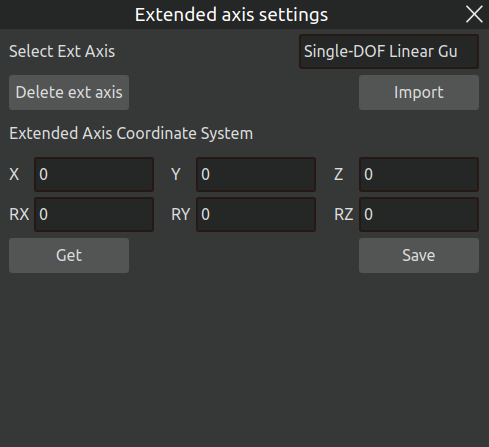 Extended axis settings
Select Ext Axis Single-DOF Linear Gu
Delete ext axis Import
Extended Axis Coordinate System
X 0 Y 0 Z 0
RX 0 RY 0 RZ 0
Get Save